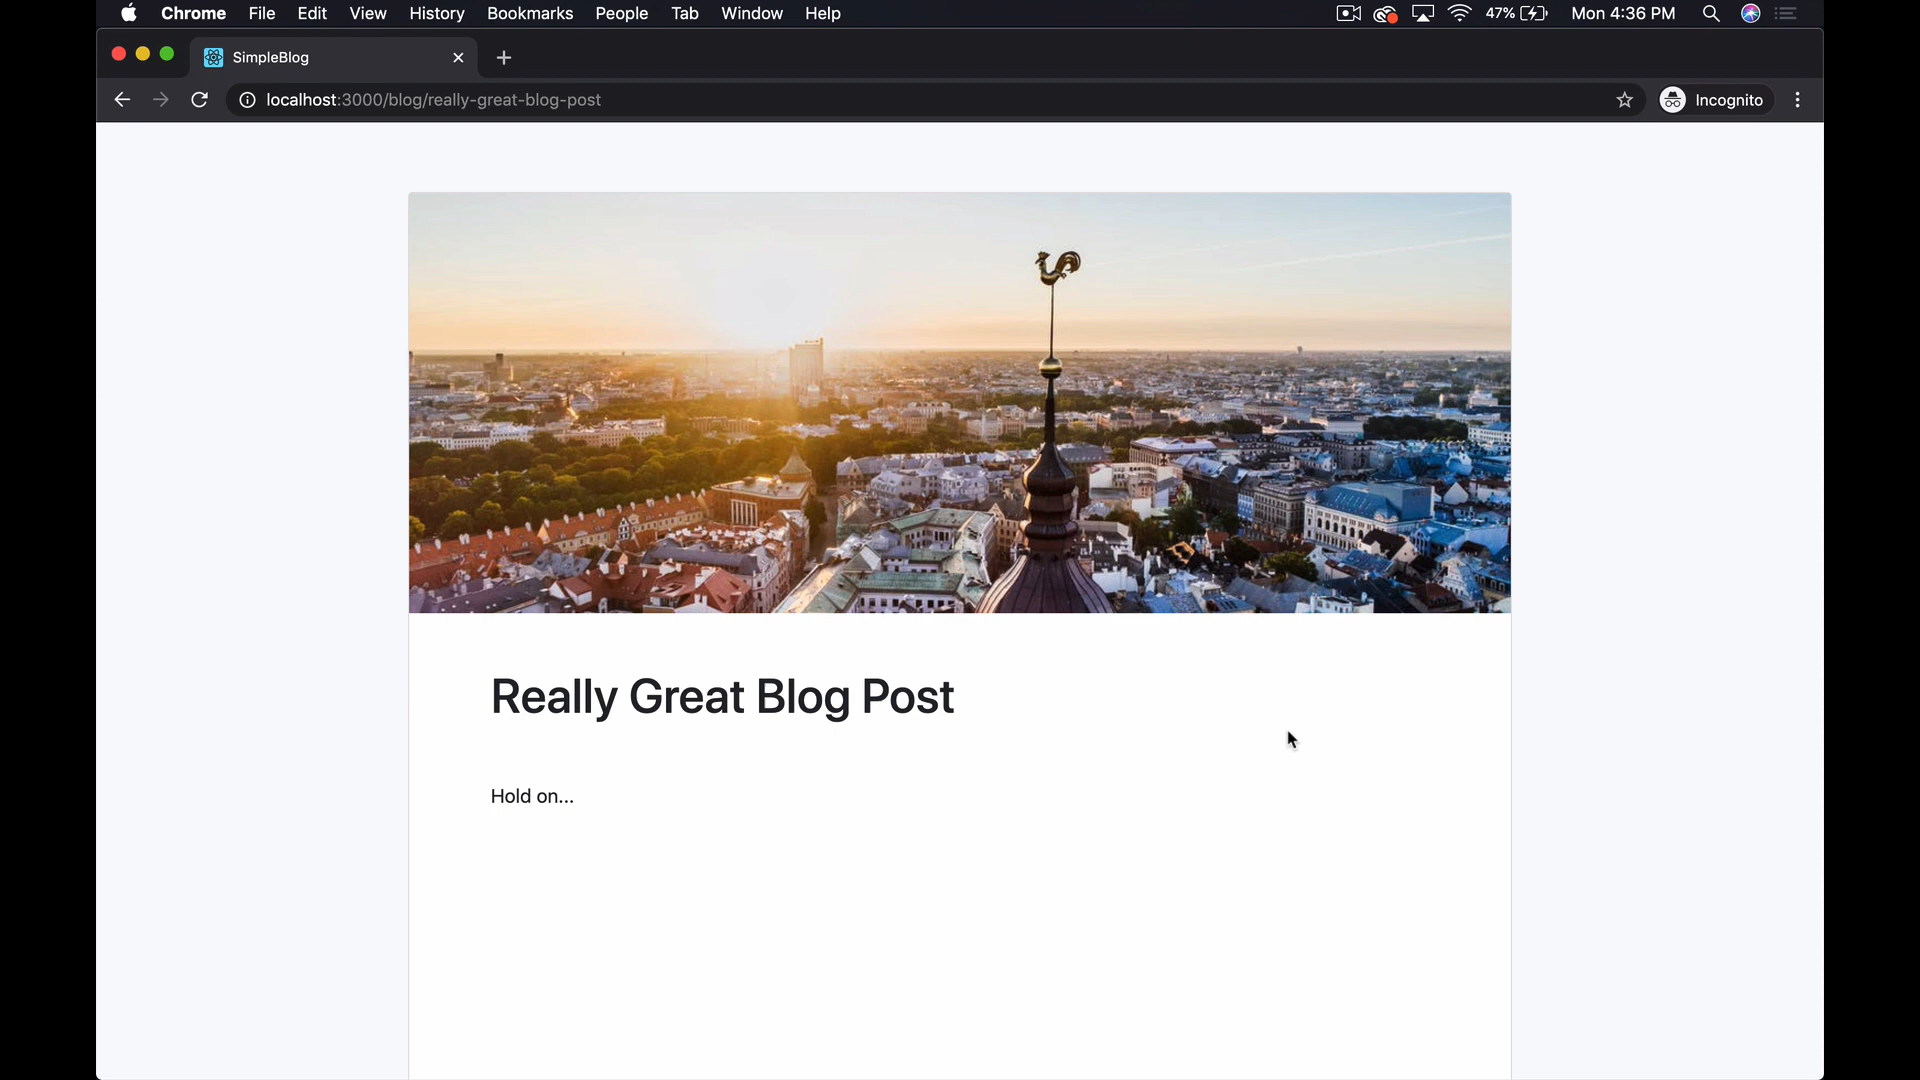 Chrome File Edit View History Bookmarks People Tab Window Help 47% Mon 4:36 PM
SimpleBlog
localhost:3000/blog/really-great-blog-post Incognito
Really Great Blog Post
Hold on...